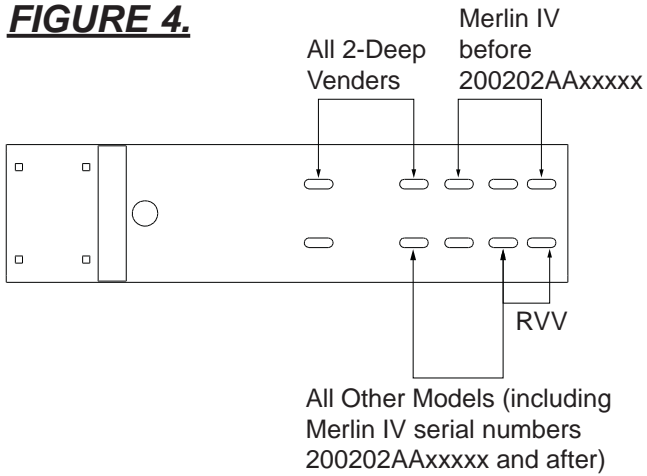 FIGURE 4.
All 2-Deep
Venders
Merlin IV
before
200202AAxxxxx
RVV
All Other Models (including
Merlin IV serial numbers
200202AAxxxxx and after)